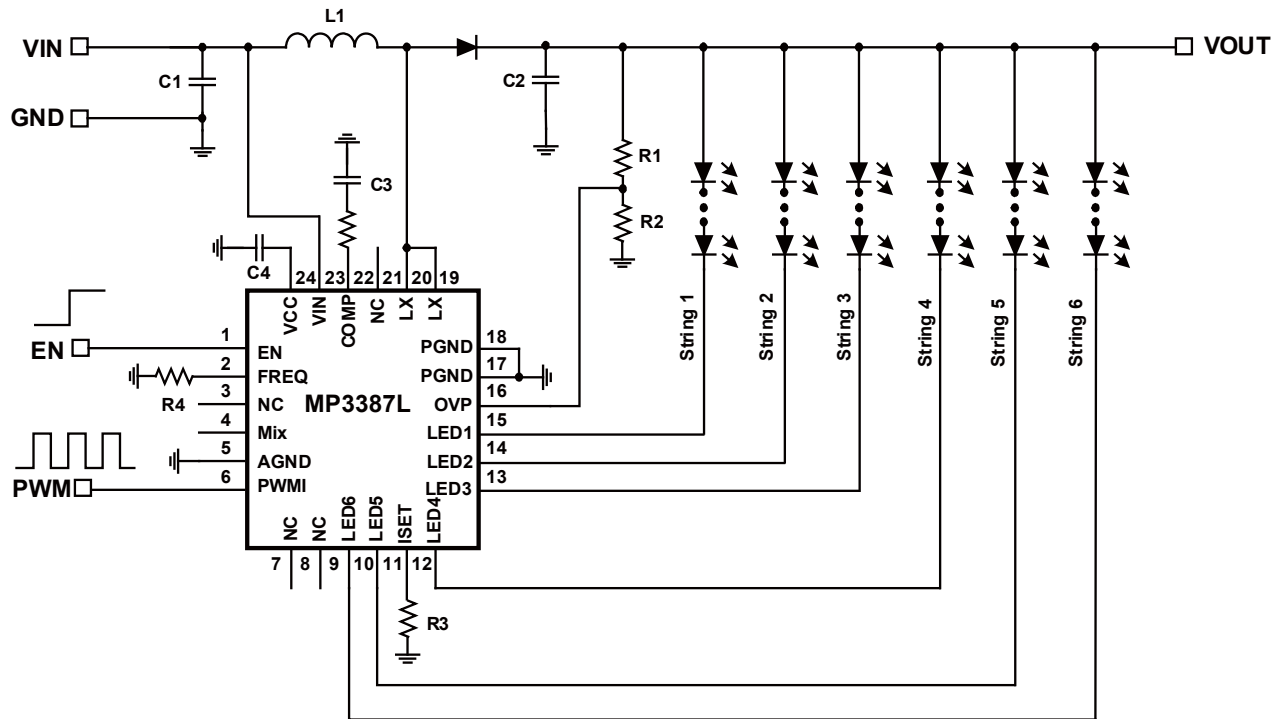 L1
VIN
VOUT
C1
C2
GND
C3
R1
R2
C4
24 23 22 21 20 19
VCC
VIN
COMP
NC
LX
LX
String 1
String 2
String 3
String 4
String 5
String 6
EN
1
EN
2
FREQ
R4
3
NC
4
Mix
5
AGND
PWM
6
PWMI
MP3387L
18
PGND
17
PGND
16
OVP
15
LED1
14
LED2
13
LED3
NC
NC
LED6
LED5
ISET
LED4
7 8 9 10 11 12
R3